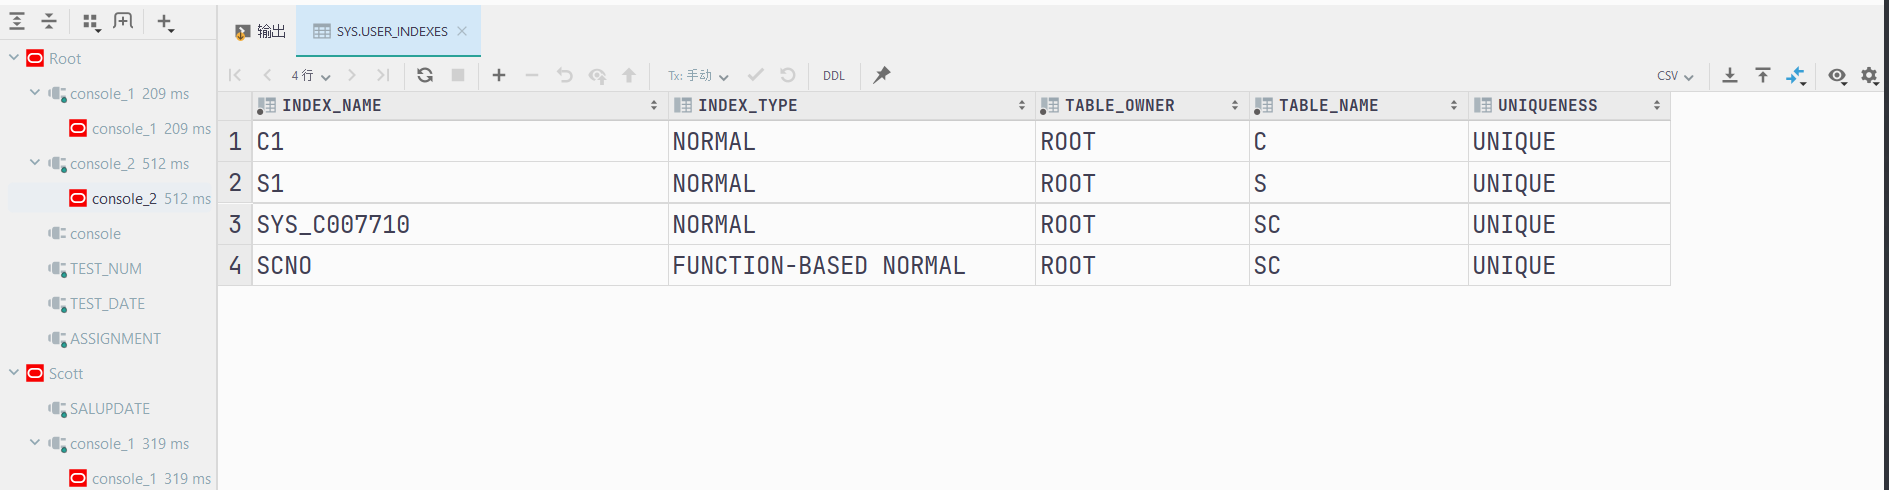 输出
SYS.USER_INDEXES
4 行
Tx: 手动
DDL
CSV
Root
console_1 209 ms
console_1 209 ms
console_2 512 ms
console_2 512 ms
console
TEST_NUM
TEST_DATE
ASSIGNMENT
Scott
SALUPDATE
console_1 319 ms
console_1 319 ms
INDEX_NAME INDEX_TYPE TABLE_OWNER TABLE_NAME UNIQUENESS
1 C1 NORMAL ROOT C UNIQUE
2 S1 NORMAL ROOT S UNIQUE
3 SYS_C007710 NORMAL ROOT SC UNIQUE
4 SCNO FUNCTION-BASED NORMAL ROOT SC UNIQUE